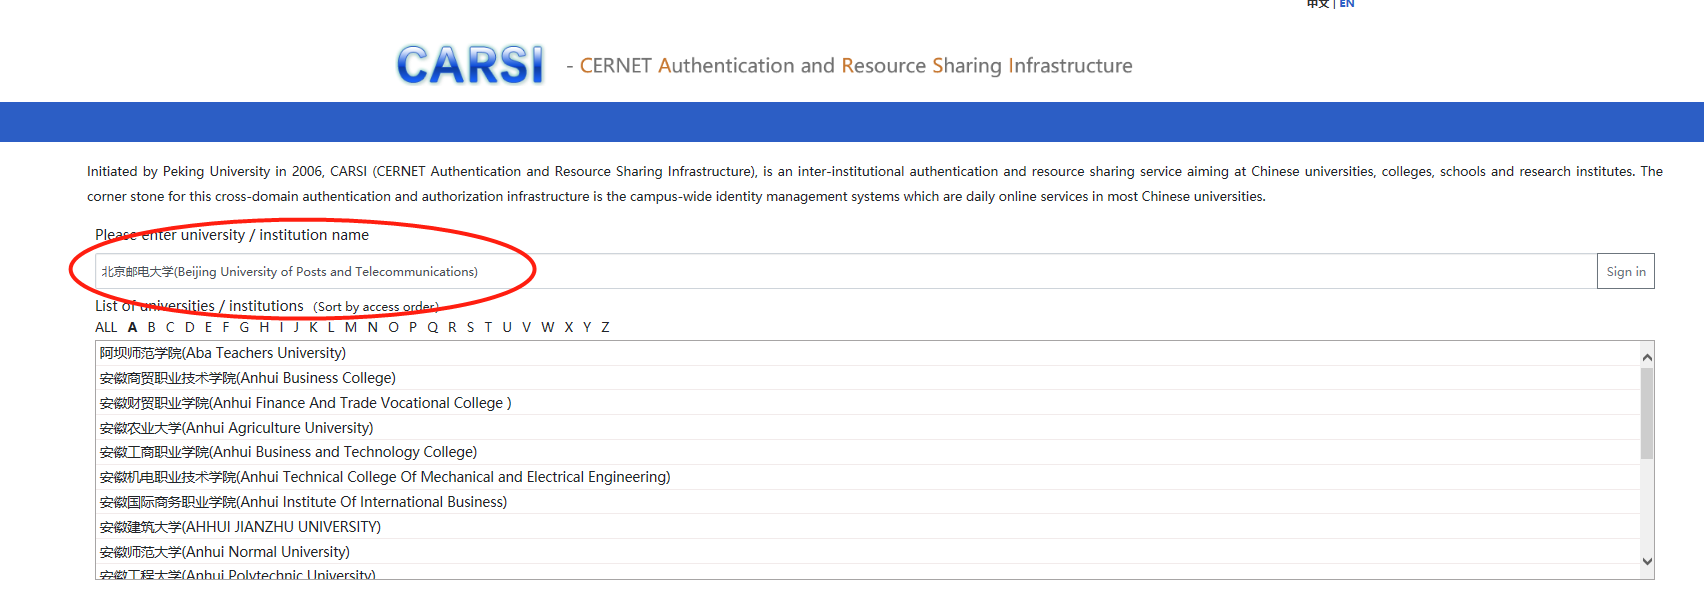 中文 | EN
CARSI - CERNET Authentication and Resource Sharing Infrastructure
Initiated by Peking University in 2006, CARSI (CERNET Authentication and Resource Sharing Infrastructure), is an inter-institutional authentication and resource sharing service aiming at Chinese universities, colleges, schools and research institutes. The
corner stone for this cross-domain authentication and authorization infrastructure is the campus-wide identity management systems which are daily online services in most Chinese universities.
Please enter university / institution name
北京邮电大学(Beijing University of Posts and Telecommunications)
Sign in
List of universities / institutions (Sort by access order)
ALL A B C D E F G H I J K L M N O P Q R S T U V W X Y Z
阿坝师范学院(Aba Teachers University)
安徽商贸职业技术学院(Anhui Business College)
安徽财贸职业学院(Anhui Finance And Trade Vocational College )
安徽农业大学(Anhui Agriculture University)
安徽工商职业学院(Anhui Business and Technology College)
安徽机电职业技术学院(Anhui Technical College Of Mechanical and Electrical Engineering)
安徽国际商务职业学院(Anhui Institute Of International Business)
安徽建筑大学(AHHUI JIANZHU UNIVERSITY)
安徽师范大学(Anhui Normal University)
安徽工程大学(Anhui Polytechnic University)